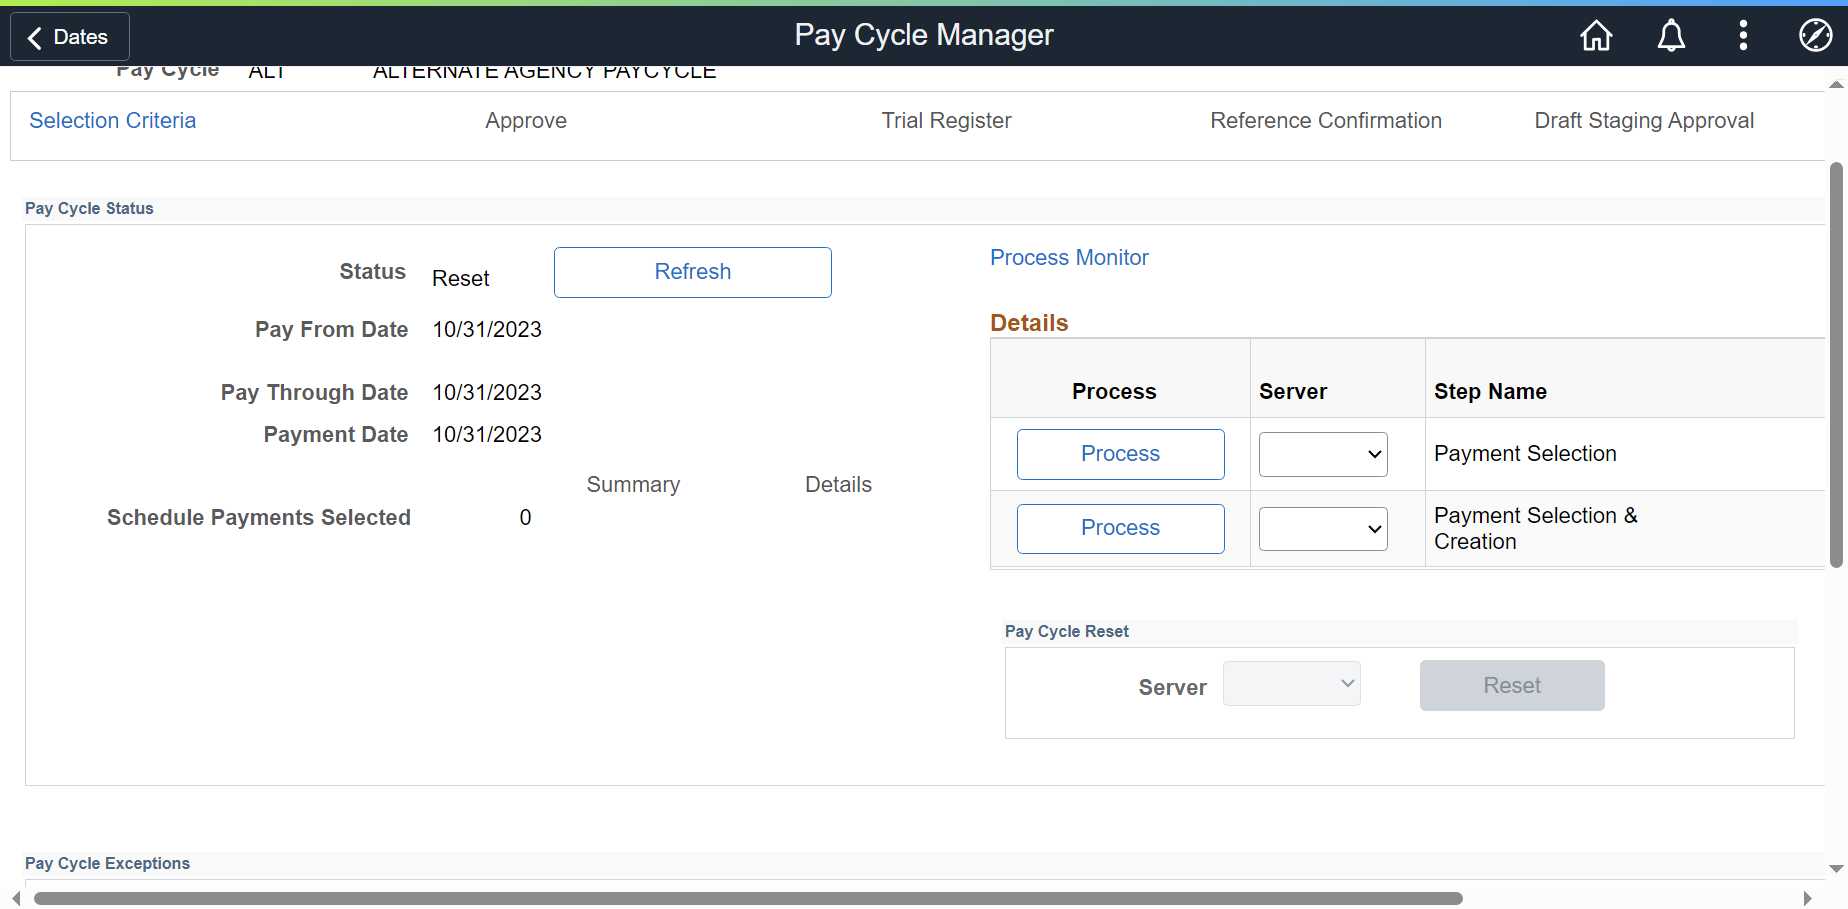 Dates
Pay Cycle Manager
Pay Cycle ALT ALTERNATE AGENCY PAYCYCLE
Selection Criteria Approve Trial Register Reference Confirmation Draft Staging Approval
Pay Cycle Status
Status Reset Refresh
Process Monitor
Pay From Date 10/31/2023
Details
Pay Through Date 10/31/2023
Process Server Step Name
Payment Date 10/31/2023
Process Payment Selection
Summary Details
Schedule Payments Selected 0
Process Payment Selection &
Creation
Pay Cycle Reset
Server Reset
Pay Cycle Exceptions